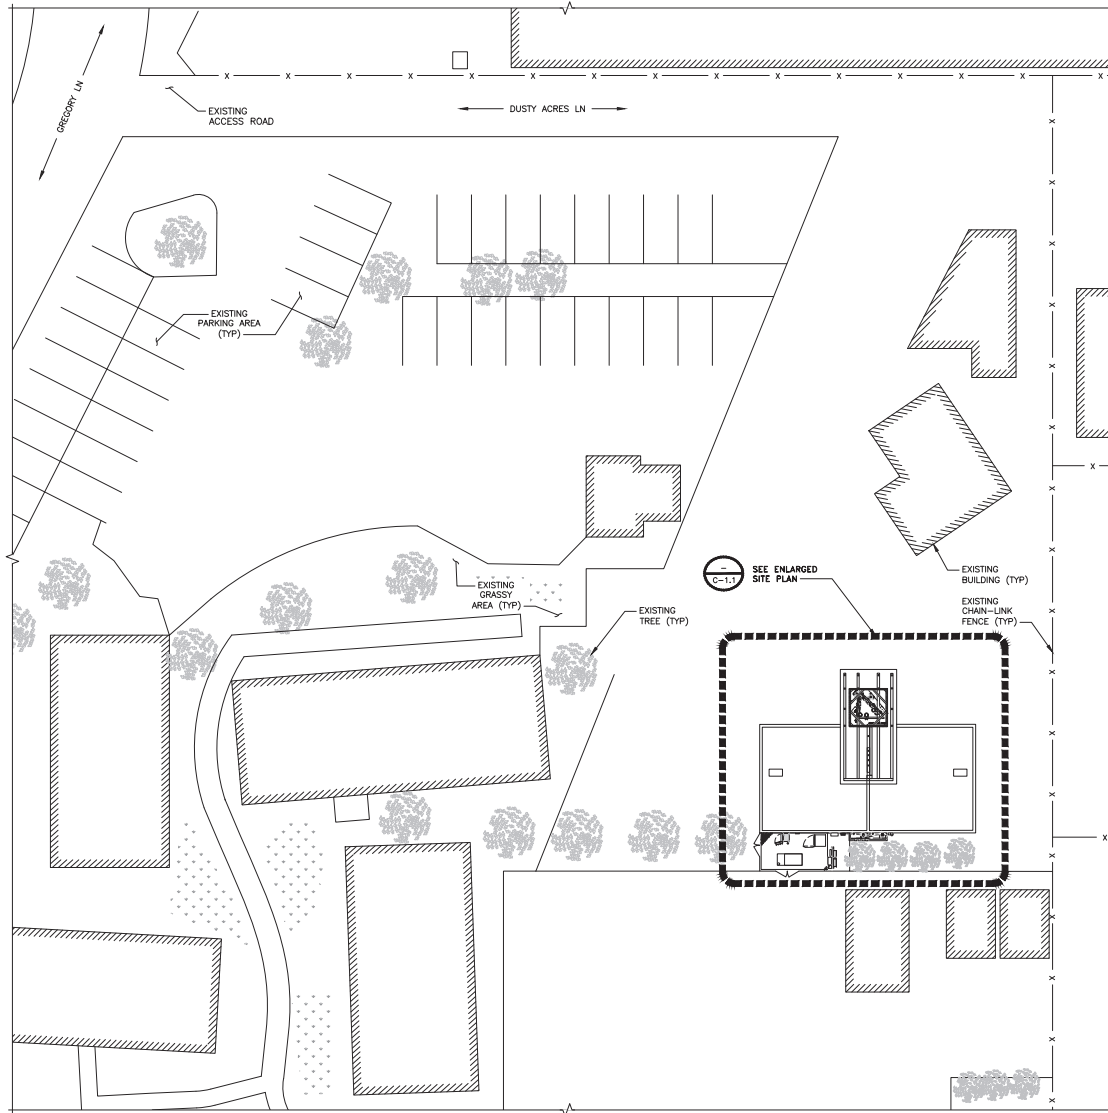 GREGORY LN
EXISTING
ACCESS ROAD
DUSTY ACRES LN
EXISTING
PARKING AREA
(TYP)
EXISTING
GRASSY
AREA (TYP)
EXISTING
TREE (TYP)
-
C-1.1
SEE ENLARGED
SITE PLAN
EXISTING
BUILDING (TYP)
EXISTING
CHAIN-LINK
FENCE (TYP)